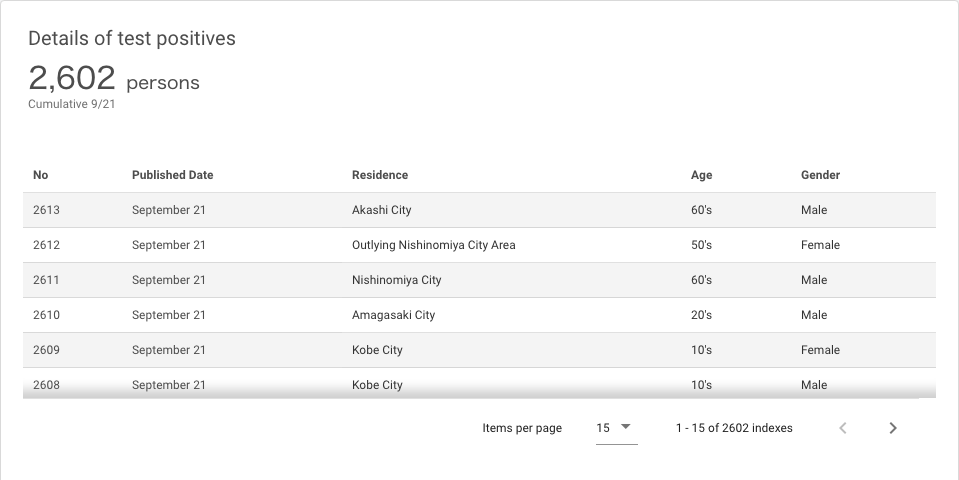 Details of test positives
2,602 persons
Cumulative 9/21
No Published Date Residence Age Gender
2613 September 21 Akashi City 60's Male
2612 September 21 Outlying Nishinomiya City Area 50's Female
2611 September 21 Nishinomiya City 60's Male
2610 September 21 Amagasaki City 20's Male
2609 September 21 Kobe City 10's Female
2608 September 21 Kobe City 10's Male
Items per page 15 1 - 15 of 2602 indexes